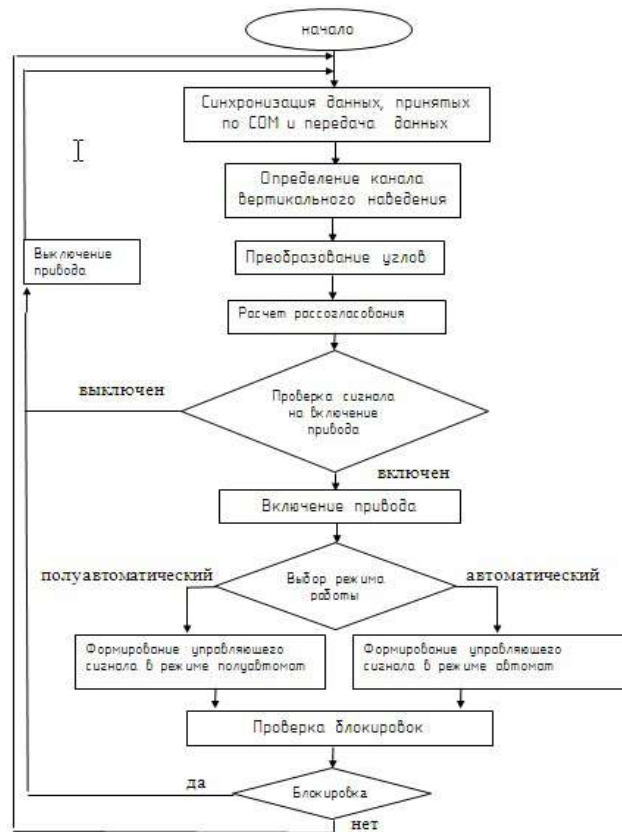 начало
Синхронизация данных, принятых
по COM и передача данных
Определение канала
вертикального наведения
Выключение
привода
Преобразование углов
Расчет рассогласования
выключен
Проверка сигнала
на включение
привода
включен
Включение привода
полуавтоматический
Выбор режима
работы
автоматический
Формирование управляющего
сигнала в режиме полуавтомат
Формирование управляющего
сигнала в режиме автомат
Проверка блокировок
да
Блокировка
нет